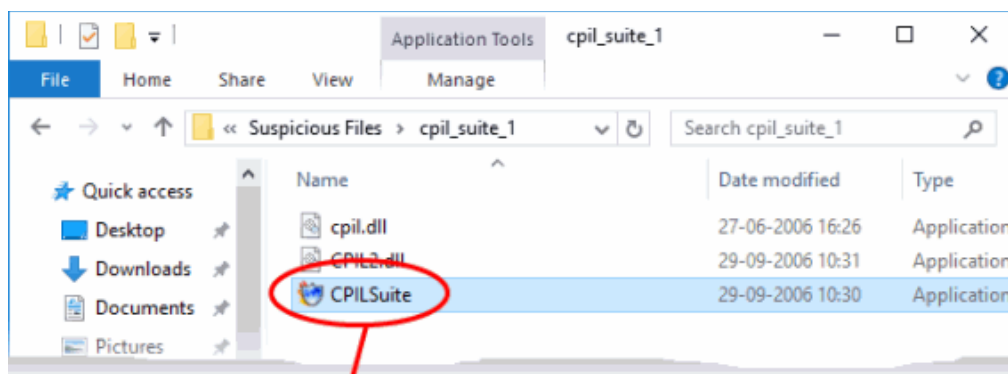 Application Tools cpil_suite_1
File Home Share View Manage
« Suspicious Files › cpil_suite_1 Search cpil_suite_1
Name Date modified Type
Quick access
Desktop
Downloads
Documents
Pictures
cpil.dll 27-06-2006 16:26 Application
CPIL2.dll 29-09-2006 10:31 Application
CPILSuite 29-09-2006 10:30 Application